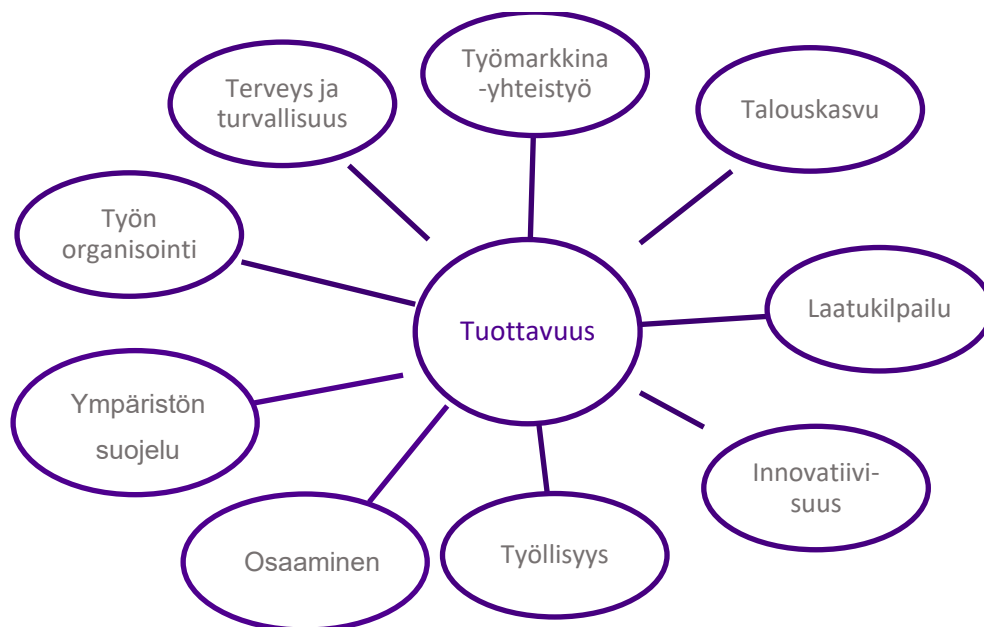 Työmarkkina
-yhteistyö
Terveys ja
turvallisuus
Talouskasvu
Työn
organisointi
Laatukilpailu
Tuottavuus
Ympäristön
suojelu
Innovatiivi-
suus
Osaaminen
Työllisyys